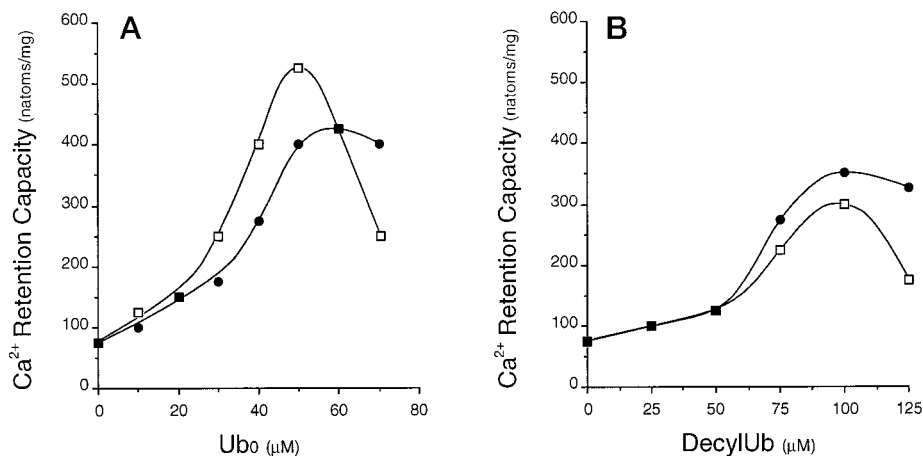 A
600
500
400
300
200
100
0
0 20 40 60 80
Ca2+ Retention Capacity (natoms/mg)
Ub0 (µM)
B
600
500
400
300
200
100
0
0 25 50 75 100 125
Ca2+ Retention Capacity (natoms/mg)
DecylUb (µM)